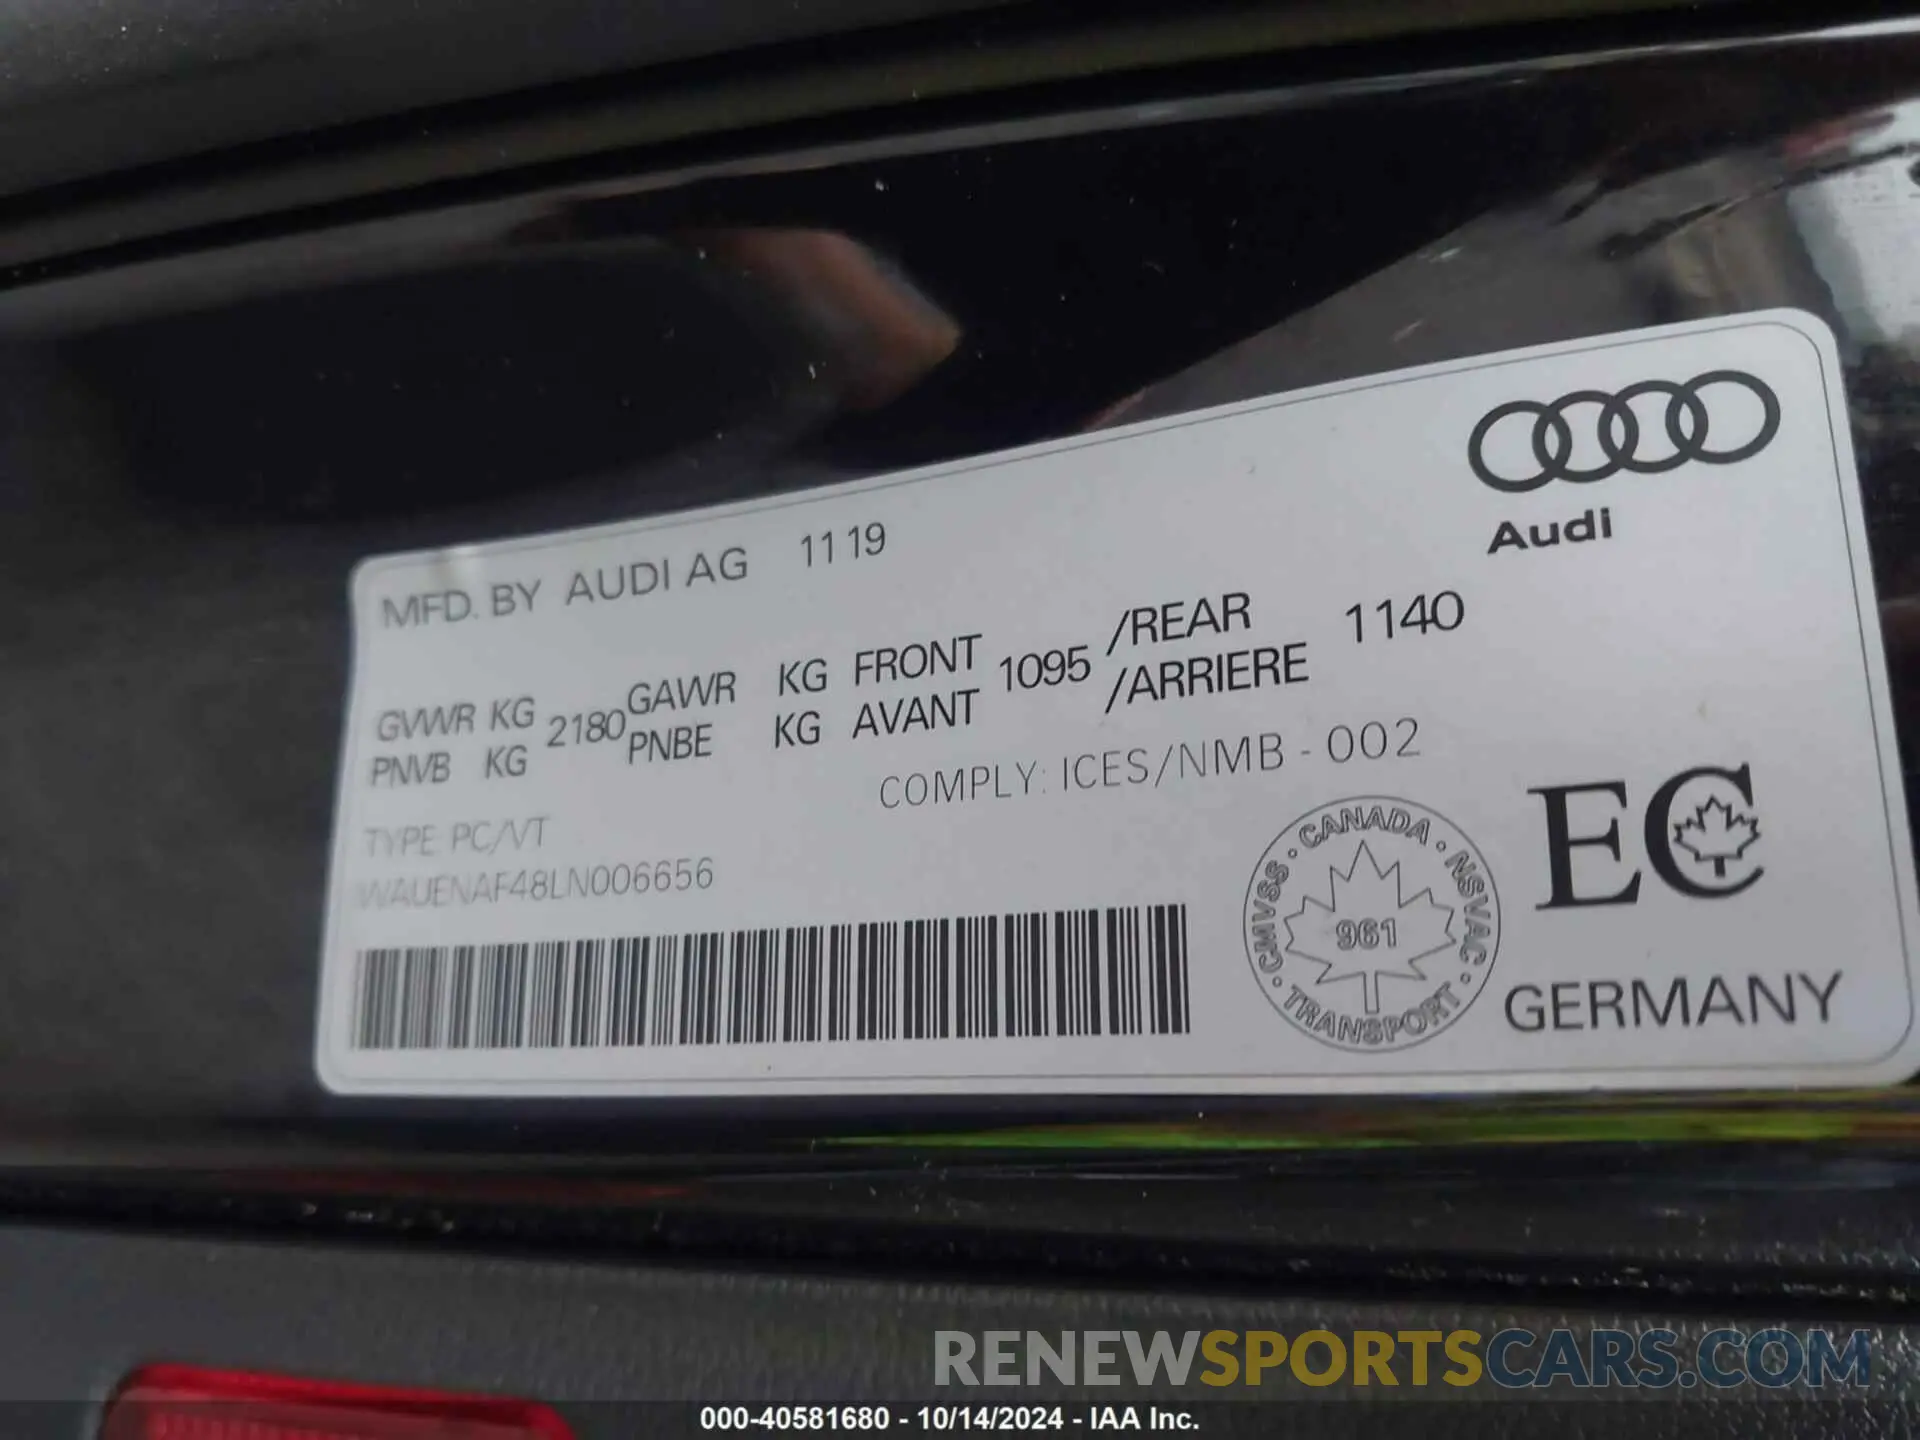 Audi
MFD. BY AUDI AG 11 19
GVWR KG 2180 GAWR KG FRONT 1095 /REAR 1140
PNVB KG PNBE KG AVANT /ARRIERE
COMPLY: ICES/NMB - 002
TYPE PC/VT
WAUENAF48LN006656
CANADA · NSVAC · TRANSPORT · CMVSS ·
961
EC
GERMANY
RENEWSPORTSCARS.COM
000-40581680 - 10/14/2024 - IAA Inc.